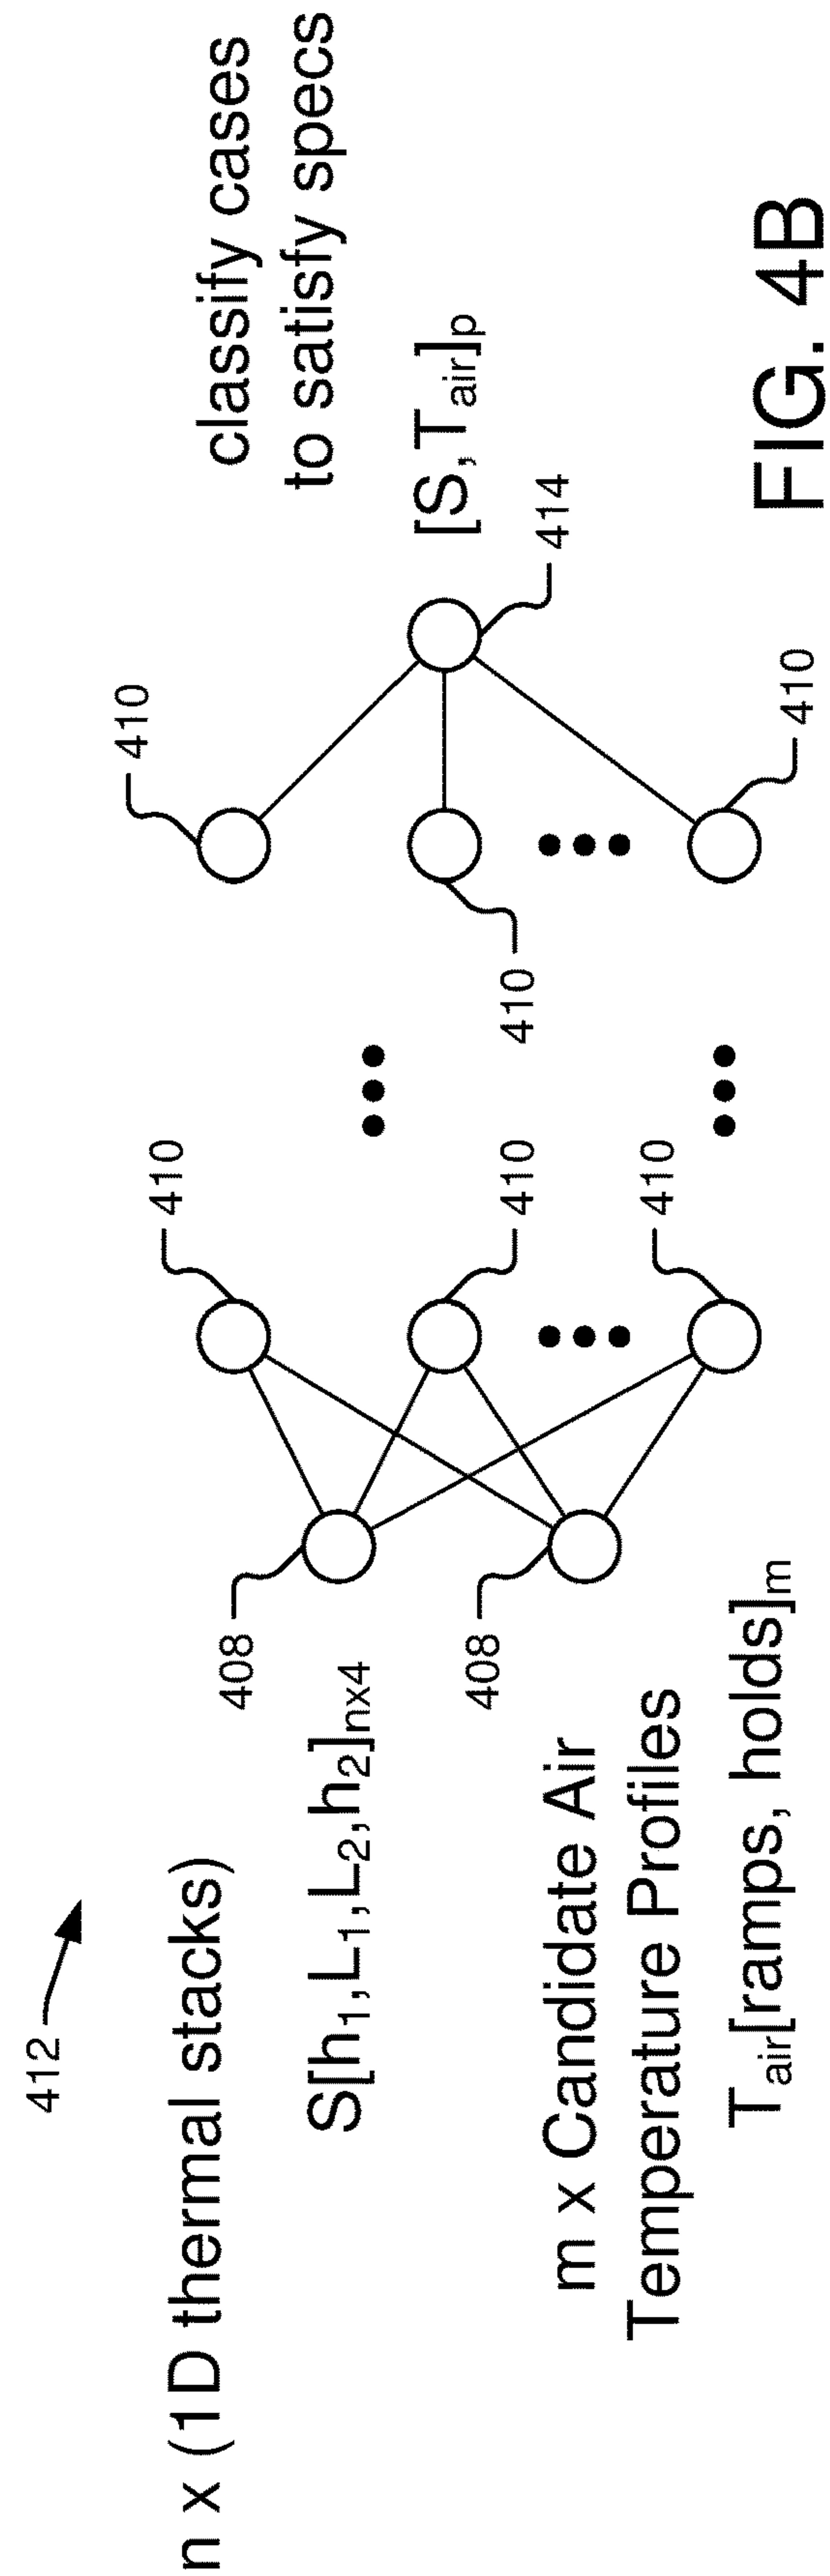 412
n x (1D thermal stacks)
S[h1,L1,L2,h2]nx4
408
m x Candidate Air
Temperature Profiles
408
Tair[ramps, holds]m
410
410
410
410
410
410
414
classify cases
to satisfy specs
[S,Tair]p
FIG. 4B